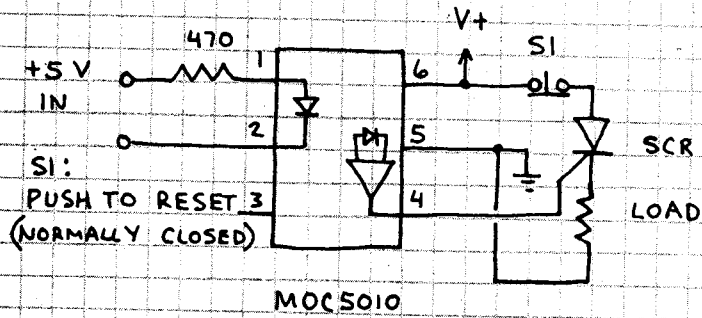 V+
470
S1
1
6
+5 V
IN
2
5
SCR
S1:
PUSH TO RESET
3
4
LOAD
(NORMALLY CLOSED)
MOC5010